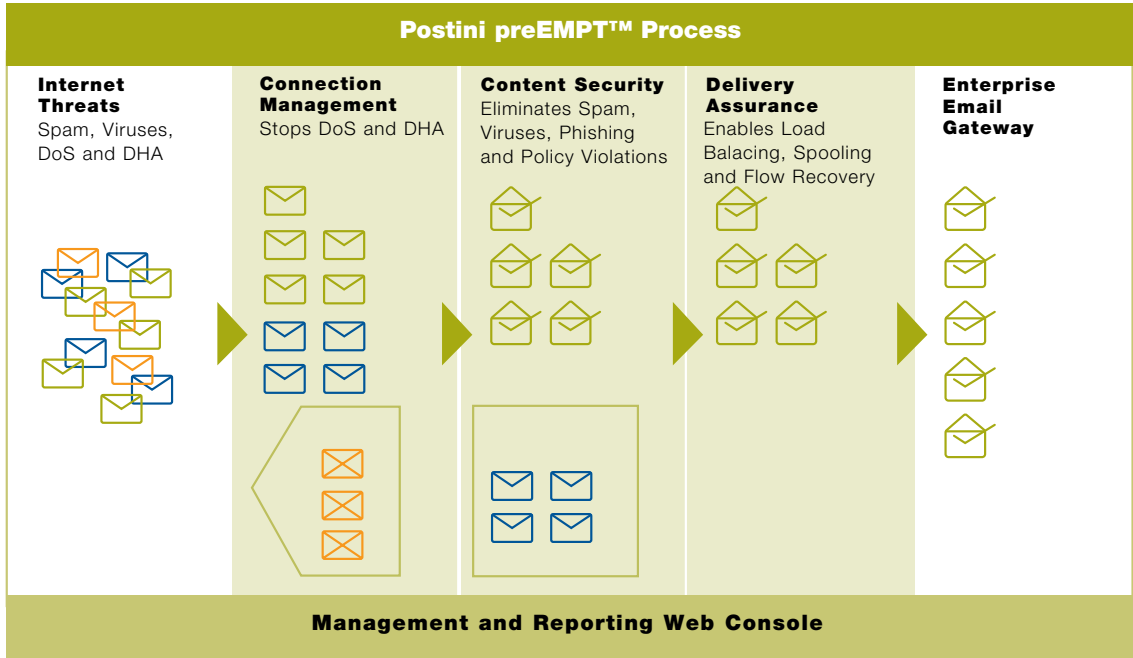 Postini preEMPT™ Process
Internet
Threats
Spam, Viruses,
DoS and DHA
Connection
Management
Stops DoS and DHA
Content Security
Eliminates Spam,
Viruses, Phishing
and Policy Violations
Delivery
Assurance
Enables Load
Balacing, Spooling
and Flow Recovery
Enterprise
Email
Gateway
Management and Reporting Web Console